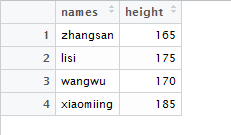 names height
1 zhangsan 165
2 lisi 175
3 wangwu 170
4 xiaomiing 185